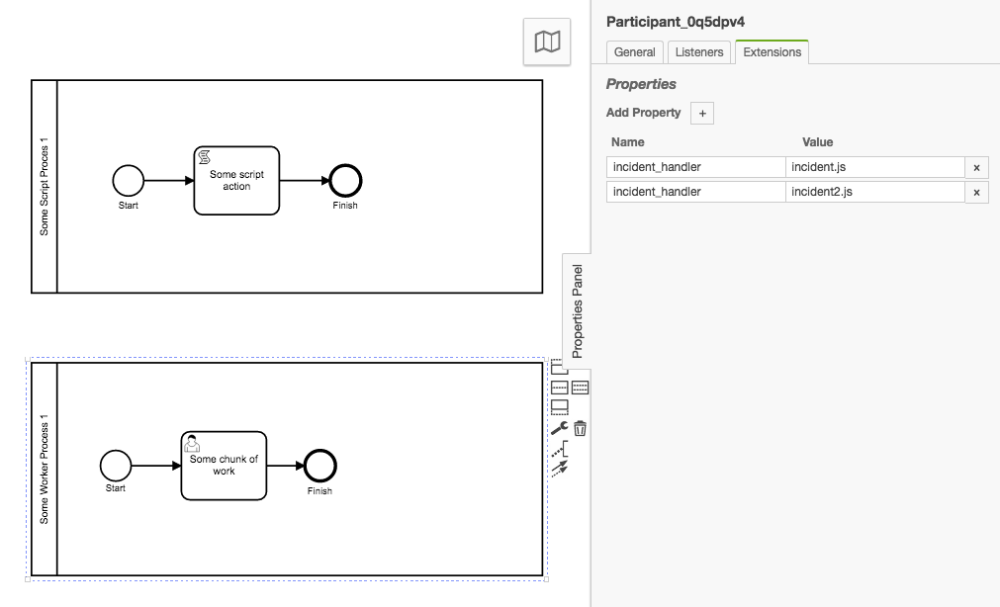 Some Script Proces 1
Start
Some script
action
Finish
Some Worker Process 1
Start
Some chunk of
work
Finish
Properties Panel
Participant_0q5dpv4
General Listeners Extensions
Properties
Add Property +
Name Value
incident_handler incident.js ×
incident_handler incident2.js ×